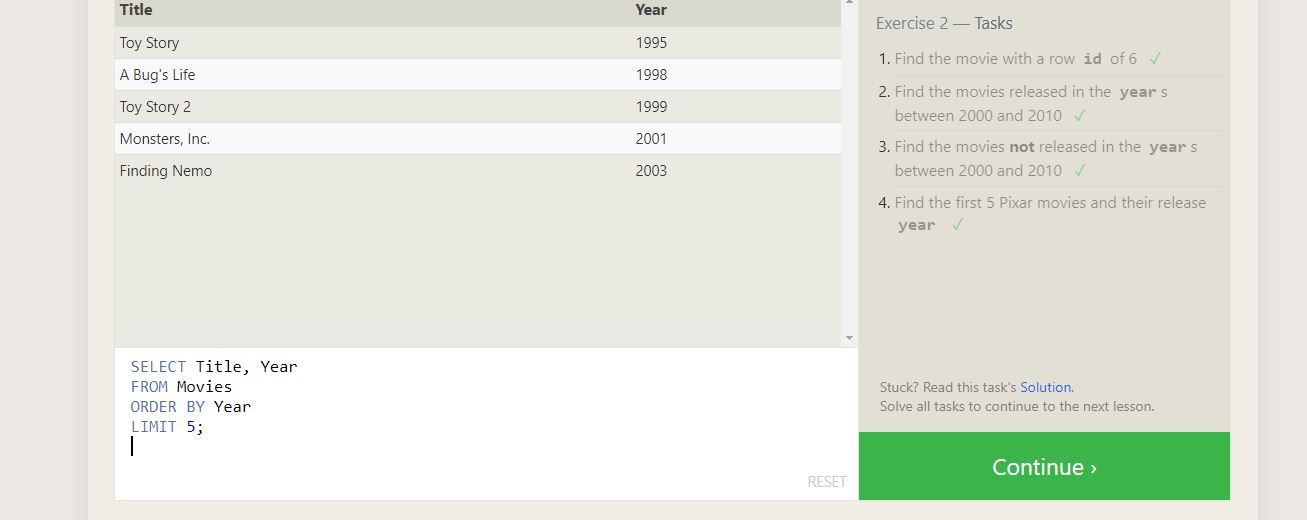 Title Year
Toy Story 1995
A Bug's Life 1998
Toy Story 2 1999
Monsters, Inc. 2001
Finding Nemo 2003
SELECT Title, Year
FROM Movies
ORDER BY Year
LIMIT 5;
RESET
Exercise 2 — Tasks
1. Find the movie with a row id of 6 ✓
2. Find the movies released in the year s
between 2000 and 2010 ✓
3. Find the movies not released in the year s
between 2000 and 2010 ✓
4. Find the first 5 Pixar movies and their release
year ✓
Stuck? Read this task's Solution.
Solve all tasks to continue to the next lesson.
Continue ›